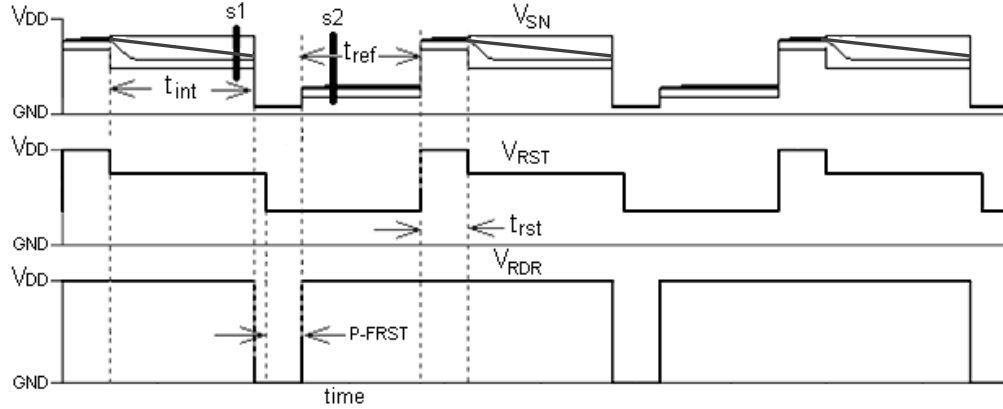 VDD
s1
s2
VSN
tref
tint
GND
VDD
VRST
trst
GND
VDD
VRDR
P-FRST
GND
time